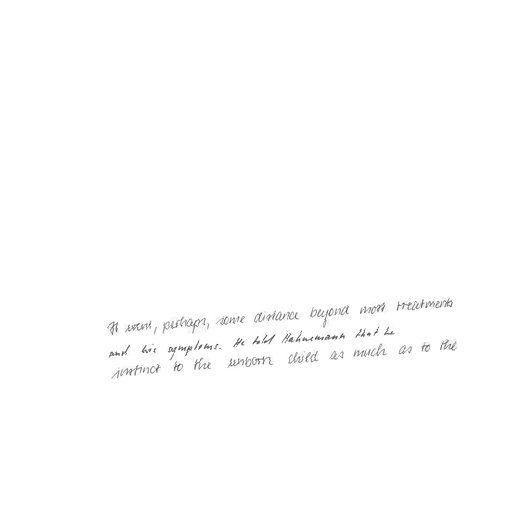 It went, perhaps, some distance beyond most treatments
and his symptoms. He told Hahnemann that he
instinct to the unborn child as much as to the